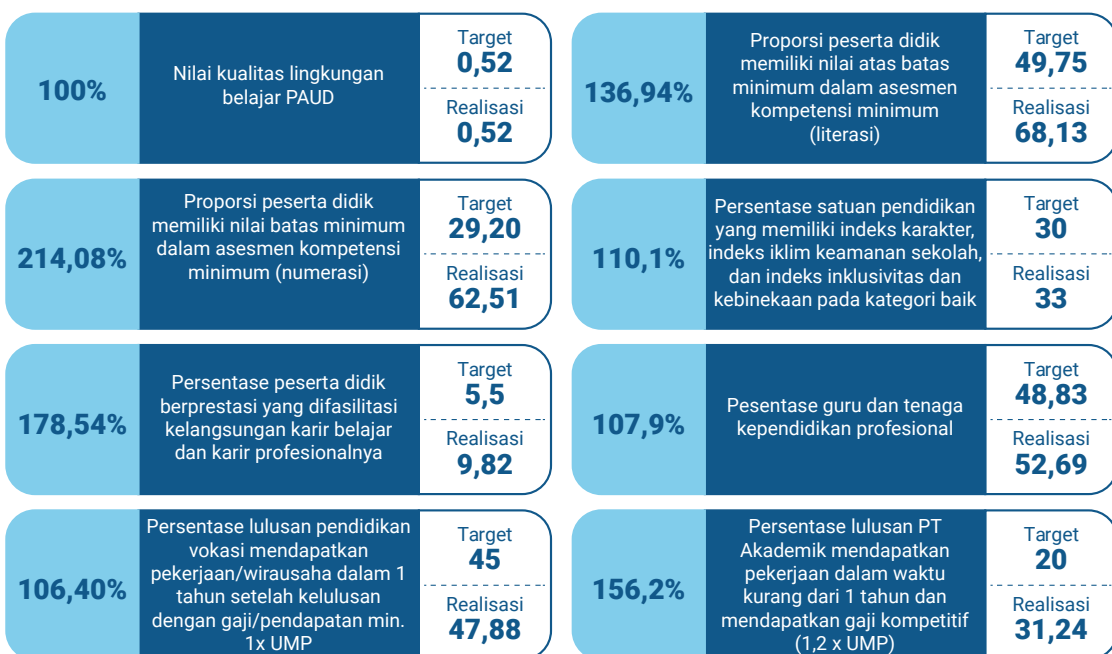 100%
Nilai kualitas lingkungan
belajar PAUD
Target
0,52
Realisasi
0,52
136,94%
Proporsi peserta didik
memiliki nilai atas batas
minimum dalam asesmen
kompetensi minimum
(literasi)
Target
49,75
Realisasi
68,13
214,08%
Proporsi peserta didik
memiliki nilai batas minimum
dalam asesmen kompetensi
minimum (numerasi)
Target
29,20
Realisasi
62,51
110,1%
Persentase satuan pendidikan
yang memiliki indeks karakter,
indeks iklim keamanan sekolah,
dan indeks inklusivitas dan
kebinekaan pada kategori baik
Target
30
Realisasi
33
178,54%
Persentase peserta didik
berprestasi yang difasilitasi
kelangsungan karir belajar
dan karir profesionalnya
Target
5,5
Realisasi
9,82
107,9%
Pesentase guru dan tenaga
kependidikan profesional
Target
48,83
Realisasi
52,69
106,40%
Persentase lulusan pendidikan
vokasi mendapatkan
pekerjaan/wirausaha dalam 1
tahun setelah kelulusan
dengan gaji/pendapatan min.
1x UMP
Target
45
Realisasi
47,88
156,2%
Persentase lulusan PT
Akademik mendapatkan
pekerjaan dalam waktu
kurang dari 1 tahun dan
mendapatkan gaji kompetitif
(1,2 x UMP)
Target
20
Realisasi
31,24